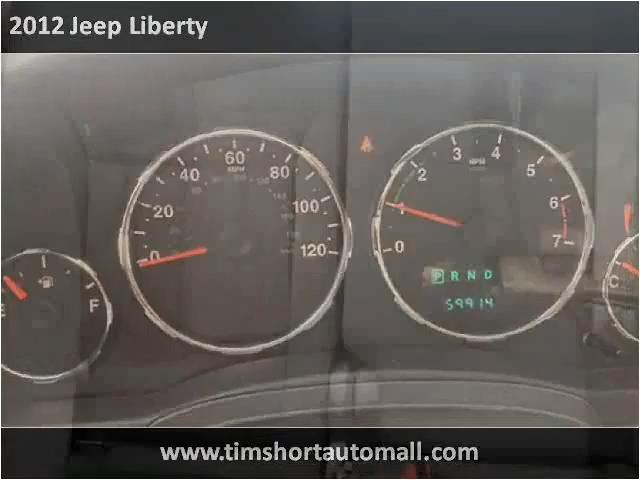 2012 Jeep Liberty
0 20 40 60 80 100 120
MPH
0 1 2 3 4 5 6 7
RPM
E F
C
P R N D
59914
www.timshortautomall.com